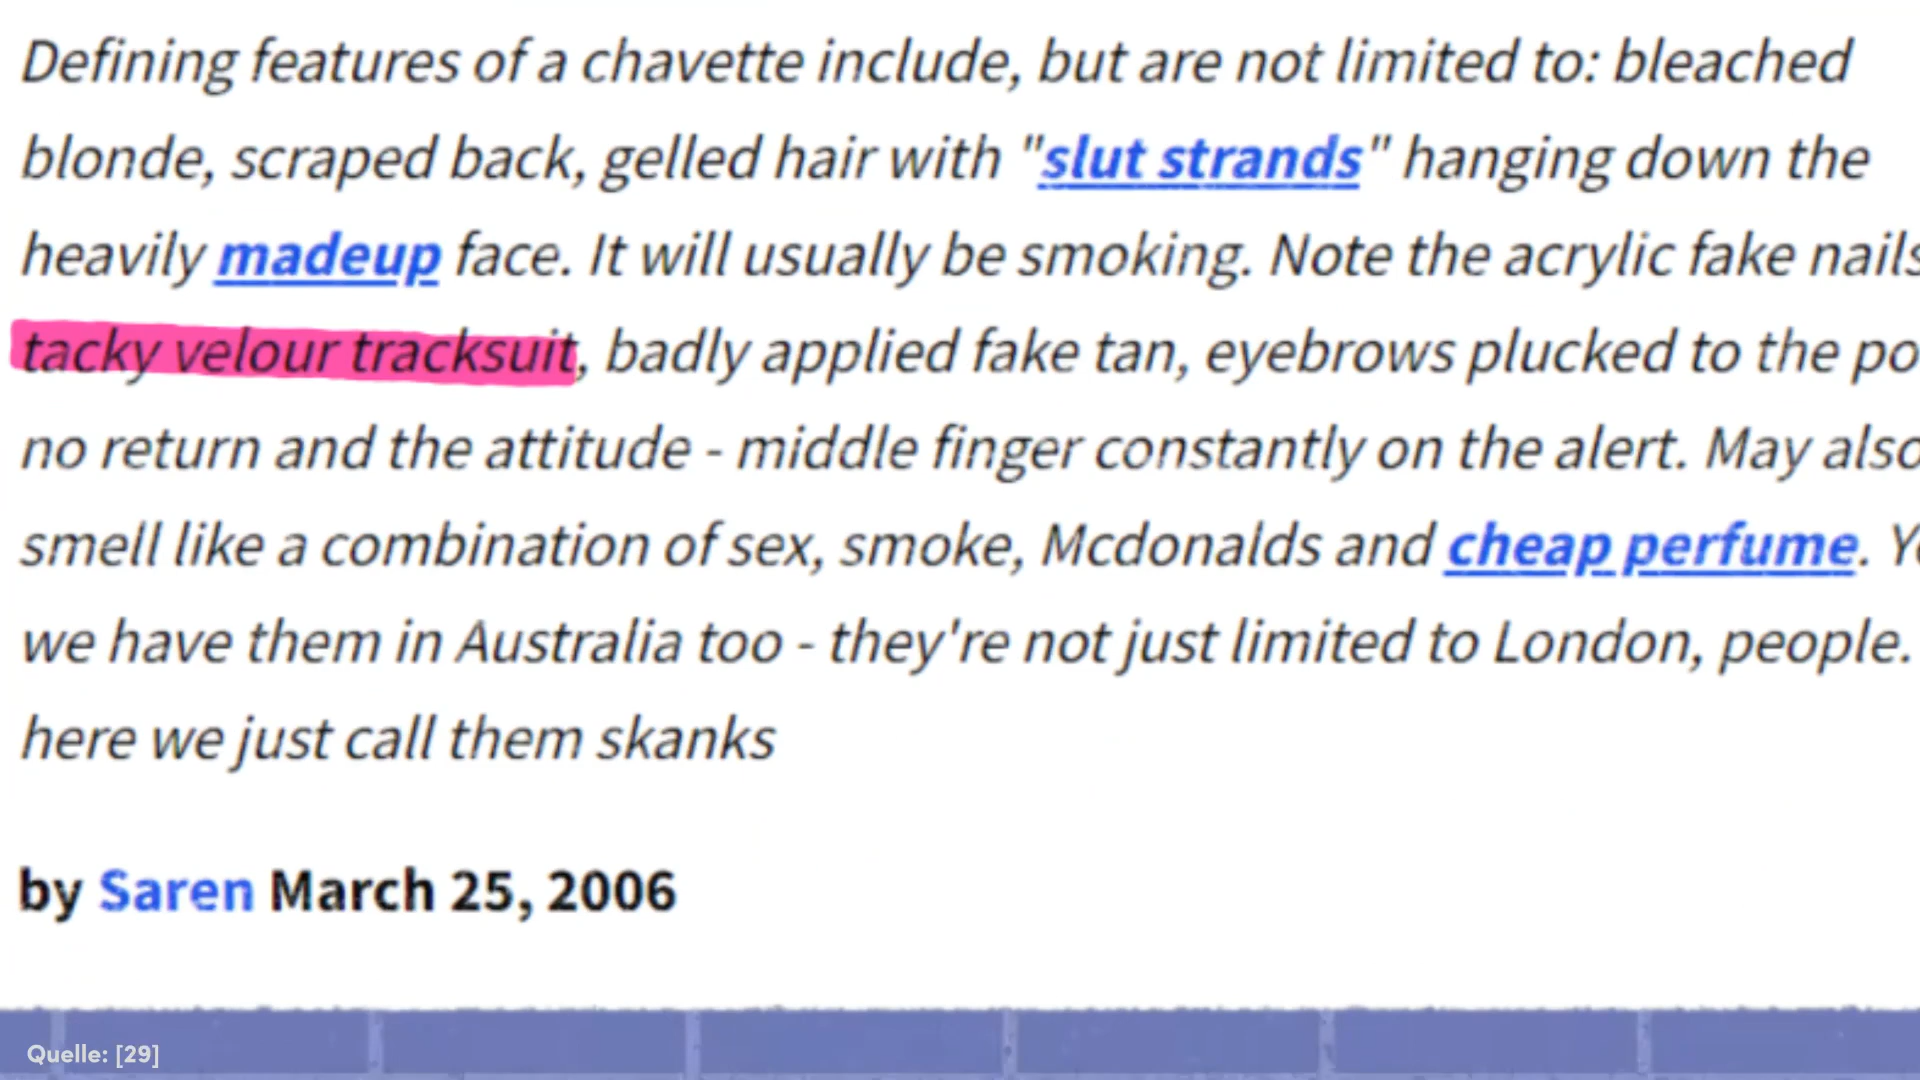 Defining features of a chavette include, but are not limited to: bleached
blonde, scraped back, gelled hair with "slut strands" hanging down the
heavily madeup face. It will usually be smoking. Note the acrylic fake nails
tacky velour tracksuit, badly applied fake tan, eyebrows plucked to the po
no return and the attitude - middle finger constantly on the alert. May also
smell like a combination of sex, smoke, Mcdonalds and cheap perfume. Ye
we have them in Australia too - they're not just limited to London, people.
here we just call them skanks
by Saren March 25, 2006
Quelle: [29]